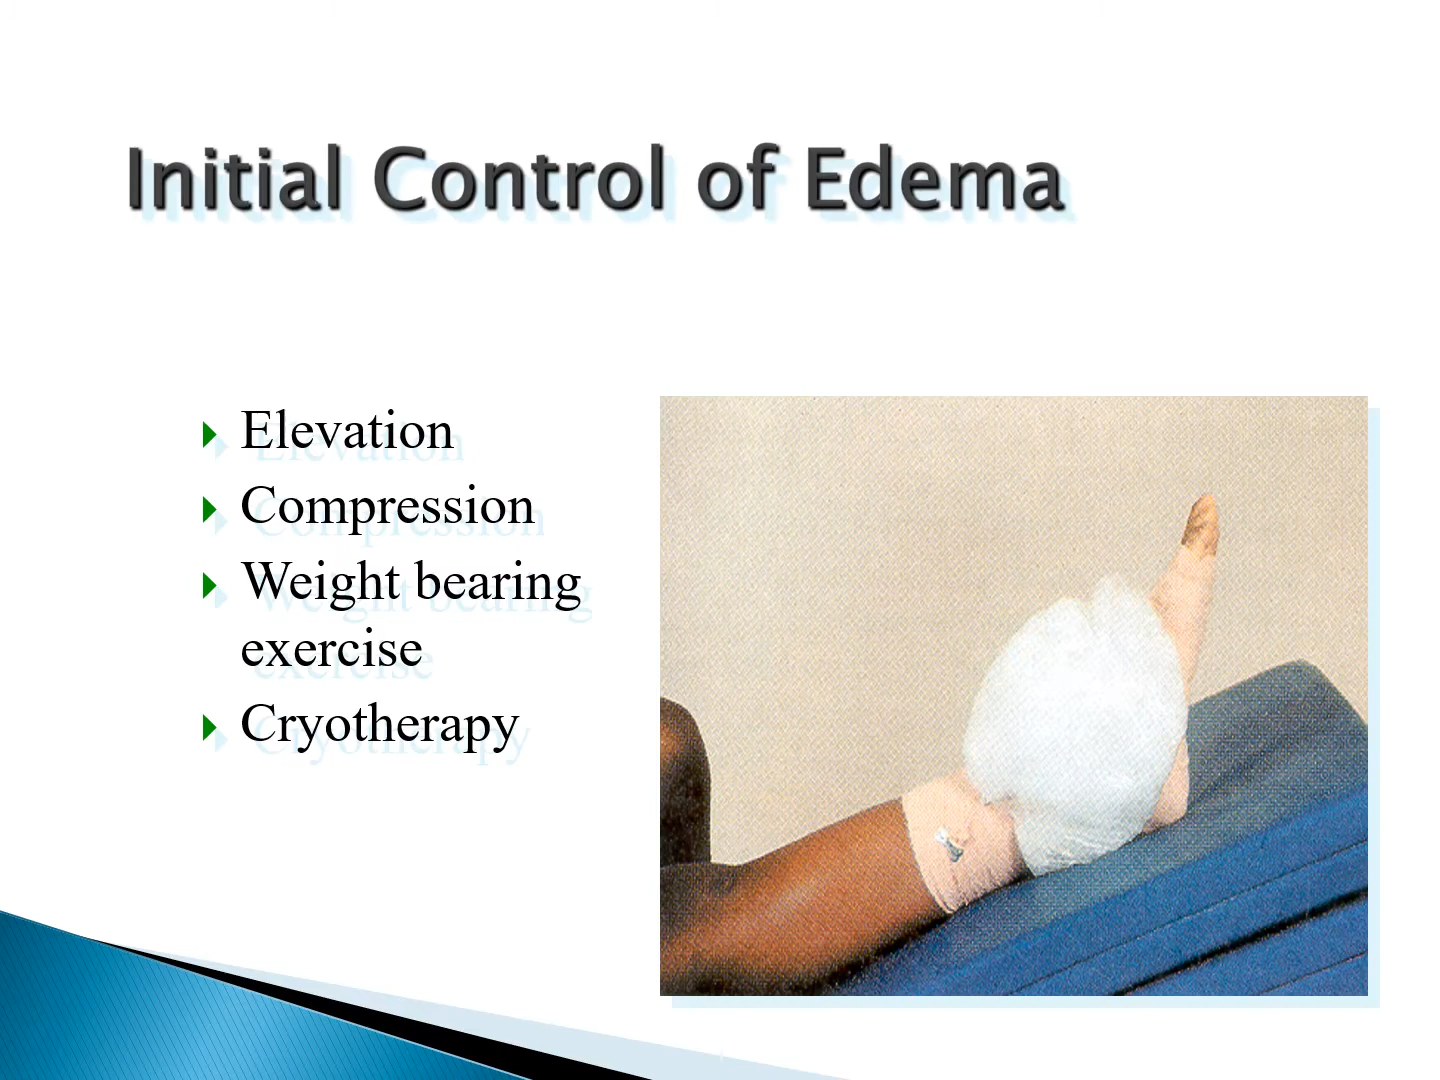 Initial Control of Edema
Elevation
Compression
Weight bearing
exercise
Cryotherapy